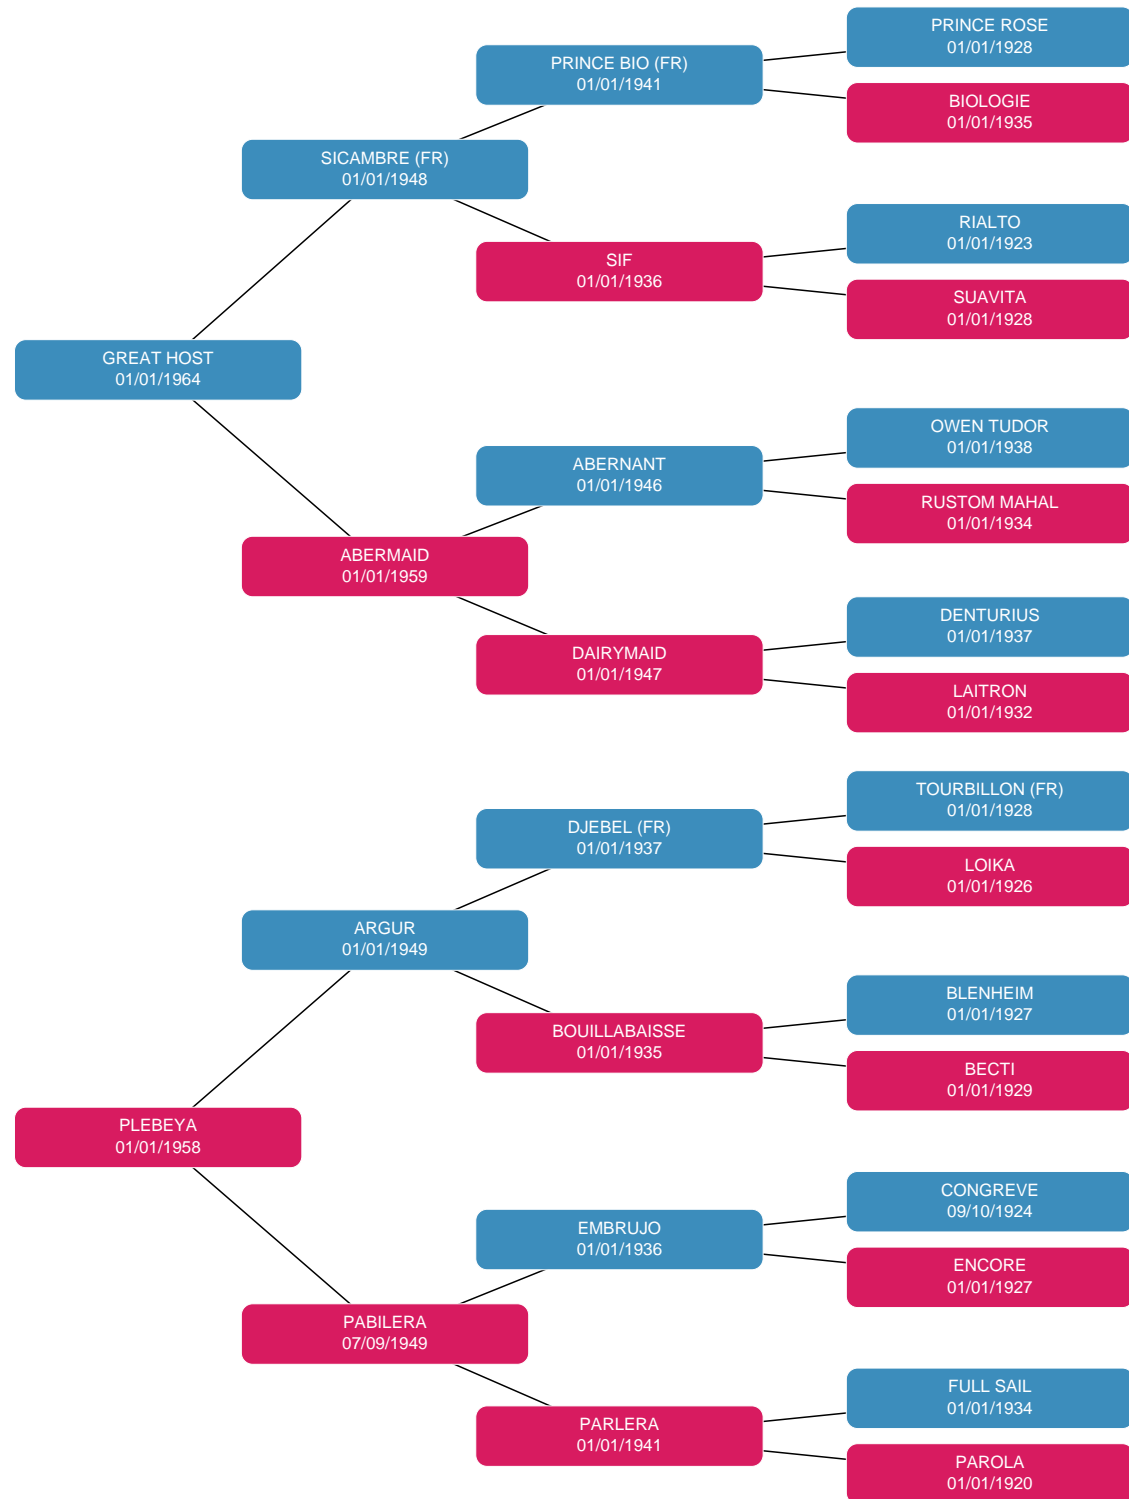 PRINCE ROSE
01/01/1928
PRINCE BIO (FR)
01/01/1941
BIOLOGIE
01/01/1935
SICAMBRE (FR)
01/01/1948
RIALTO
01/01/1923
SIF
01/01/1936
SUAVITA
01/01/1928
GREAT HOST
01/01/1964
OWEN TUDOR
01/01/1938
ABERNANT
01/01/1946
RUSTOM MAHAL
01/01/1934
ABERMAID
01/01/1959
DENTURIUS
01/01/1937
DAIRYMAID
01/01/1947
LAITRON
01/01/1932
TOURBILLON (FR)
01/01/1928
DJEBEL (FR)
01/01/1937
LOIKA
01/01/1926
ARGUR
01/01/1949
BLENHEIM
01/01/1927
BOUILLABAISSE
01/01/1935
BECTI
01/01/1929
PLEBEYA
01/01/1958
CONGREVE
09/10/1924
EMBRUJO
01/01/1936
ENCORE
01/01/1927
PABILERA
07/09/1949
FULL SAIL
01/01/1934
PARLERA
01/01/1941
PAROLA
01/01/1920